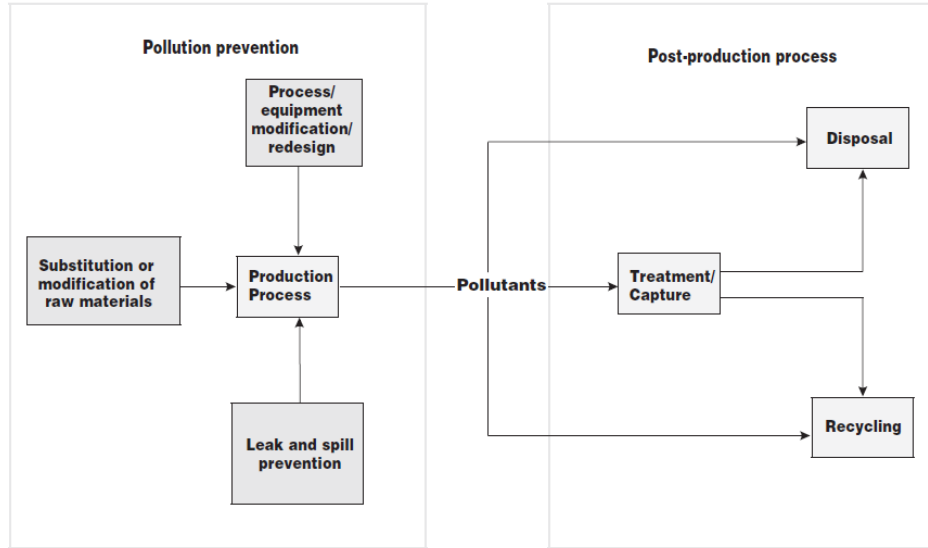 Pollution prevention
Process/
equipment
modification/
redesign
Substitution or
modification of
raw materials
Production
Process
Leak and spill
prevention
Pollutants
Post-production process
Disposal
Treatment/
Capture
Recycling